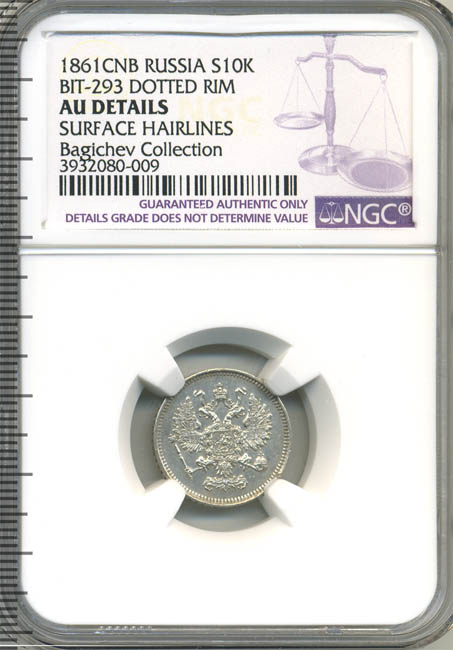 1861CNB RUSSIA S10K
BIT-293 DOTTED RIM
AU DETAILS
SURFACE HAIRLINES
Bagichev Collection
3932080-009
NGC
GUARANTEED AUTHENTIC ONLY
DETAILS GRADE DOES NOT DETERMINE VALUE
NGC®